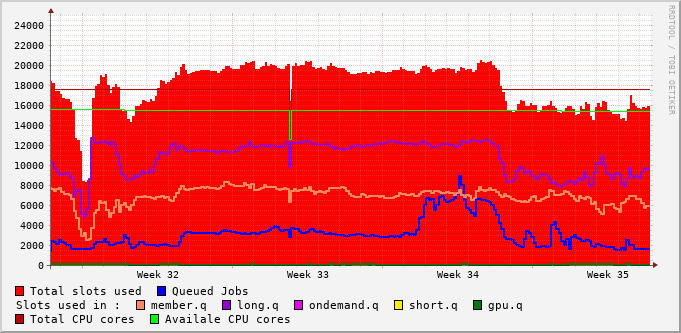 24000
22000
20000
18000
16000
14000
12000
10000
8000
6000
4000
2000
0
Week 32 Week 33 Week 34 Week 35
RRDTOOL / TOBI OETIKER
Total slots used Queued Jobs
Slots used in : member.q long.q ondemand.q short.q gpu.q
Total CPU cores Availale CPU cores